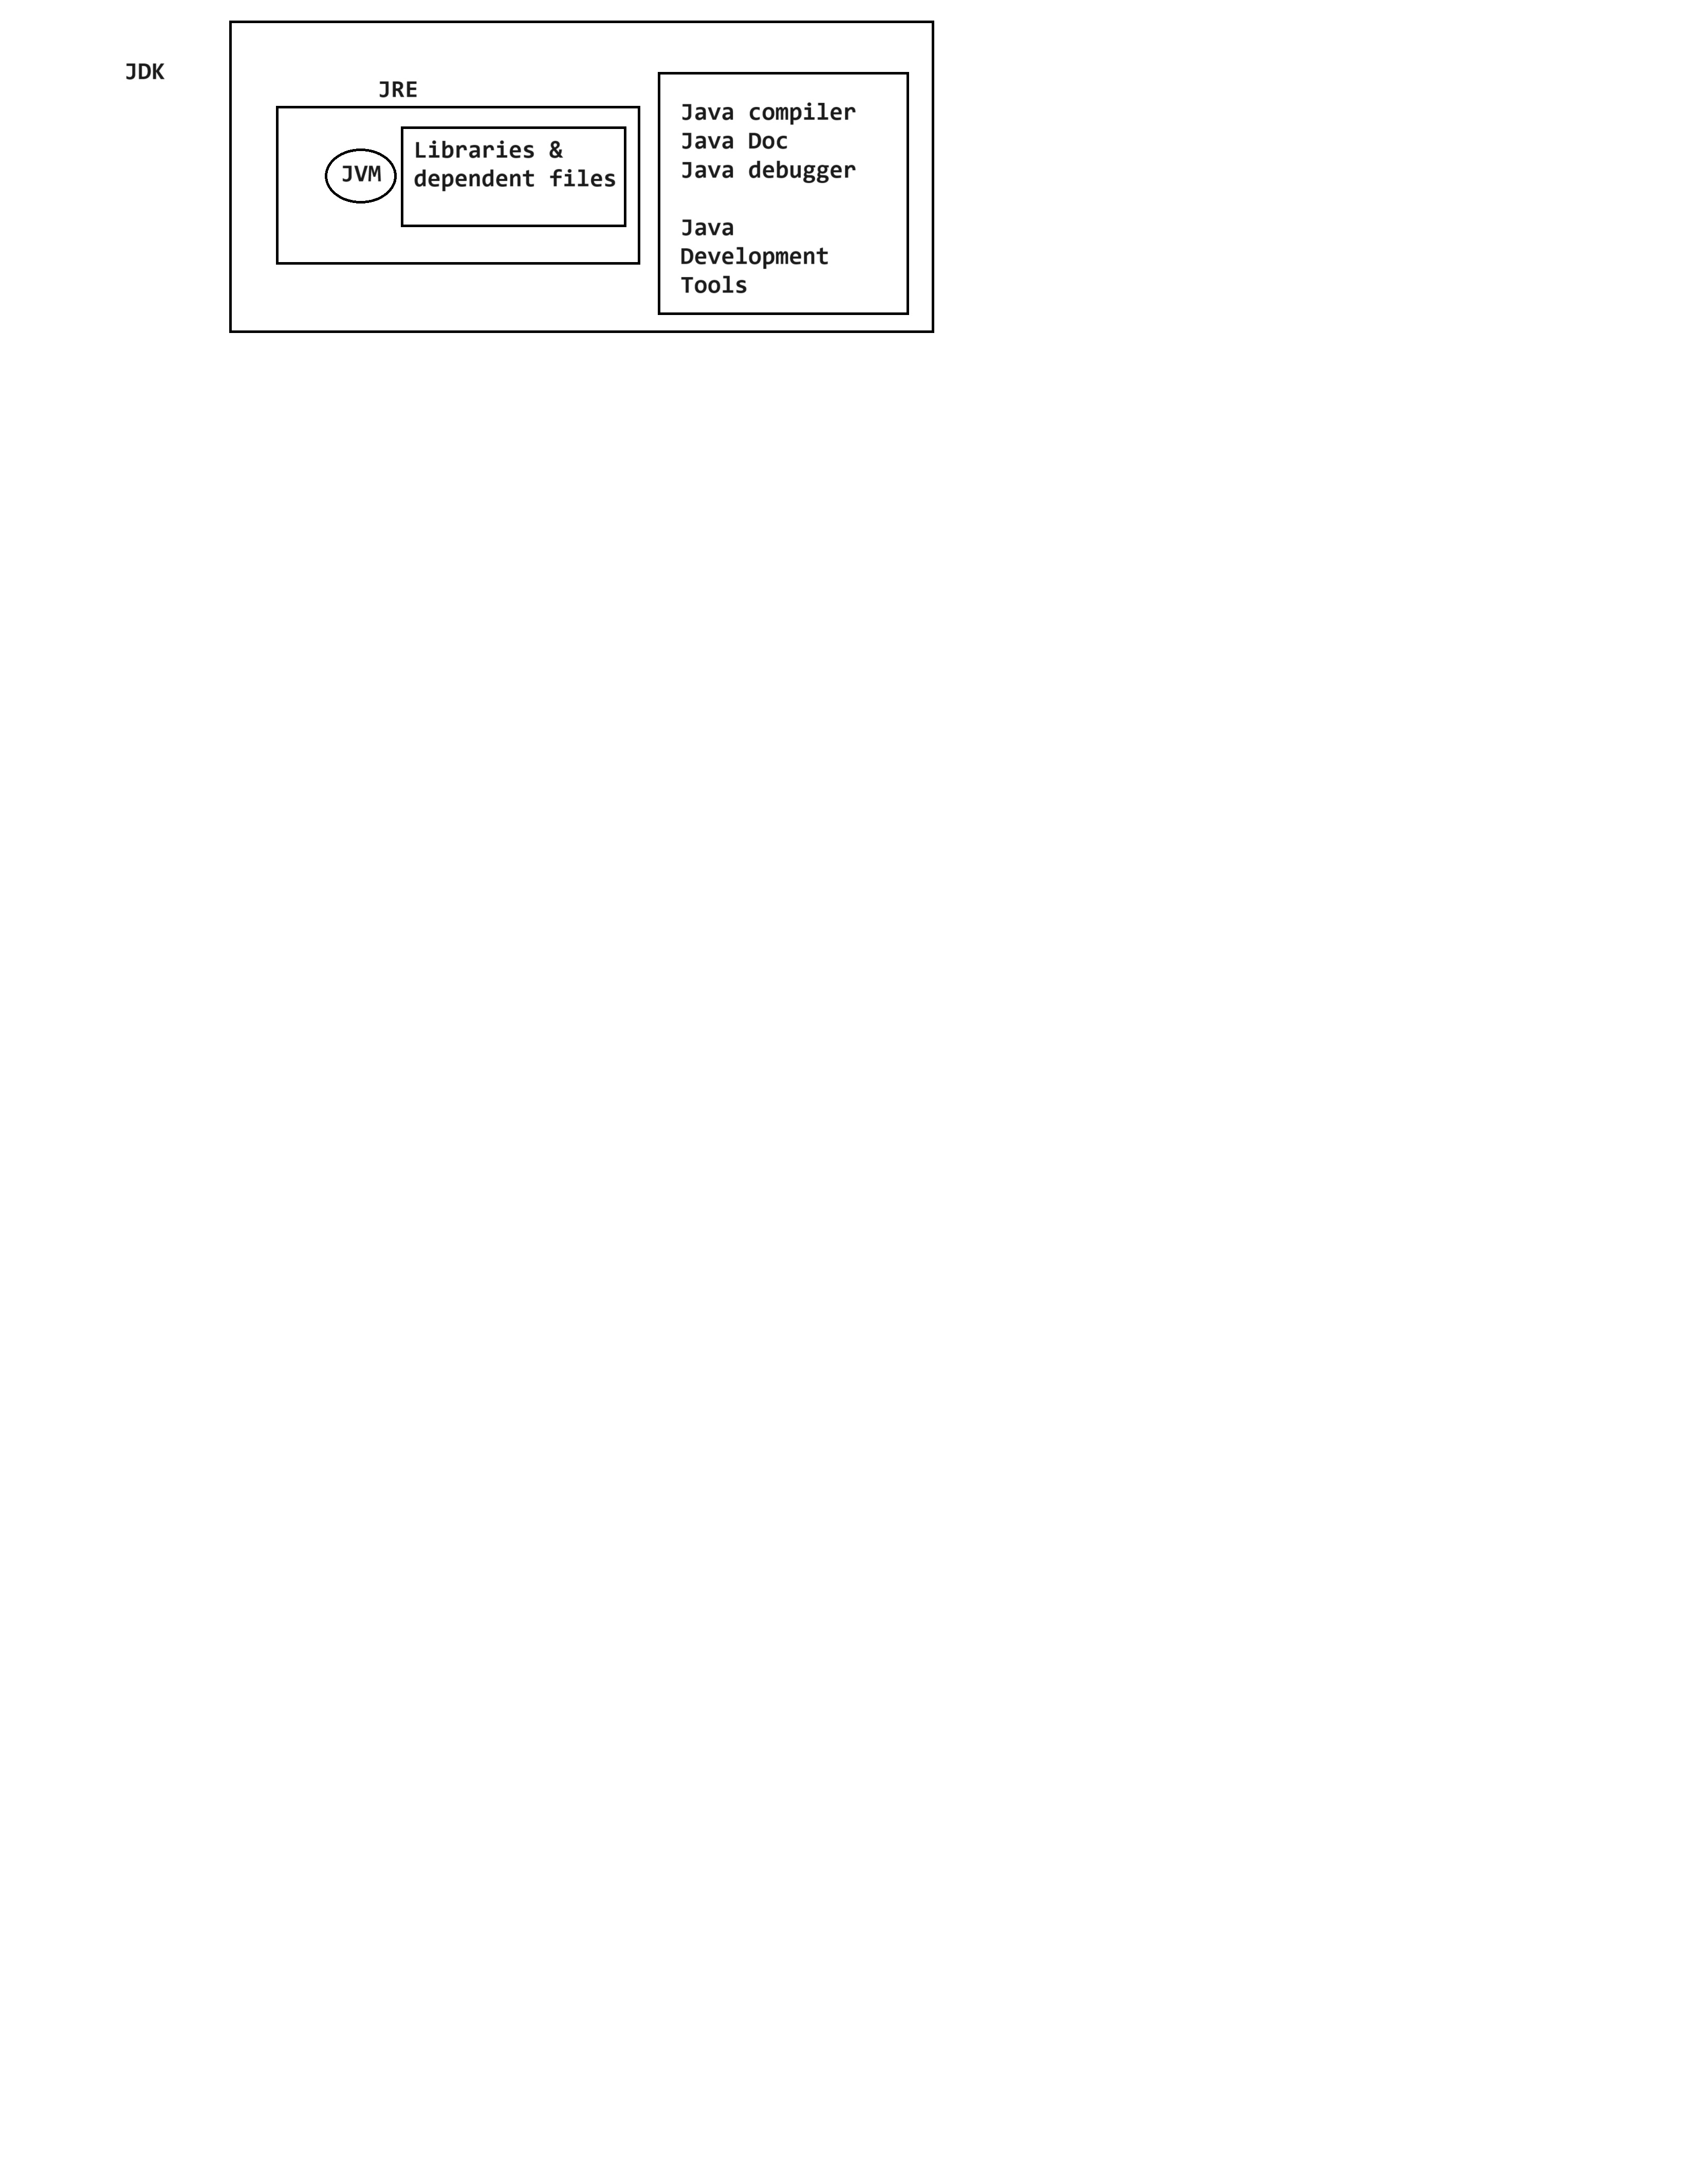 JDK
JRE
JVM
Libraries &
dependent files
Java compiler
Java Doc
Java debugger
Java
Development
Tools